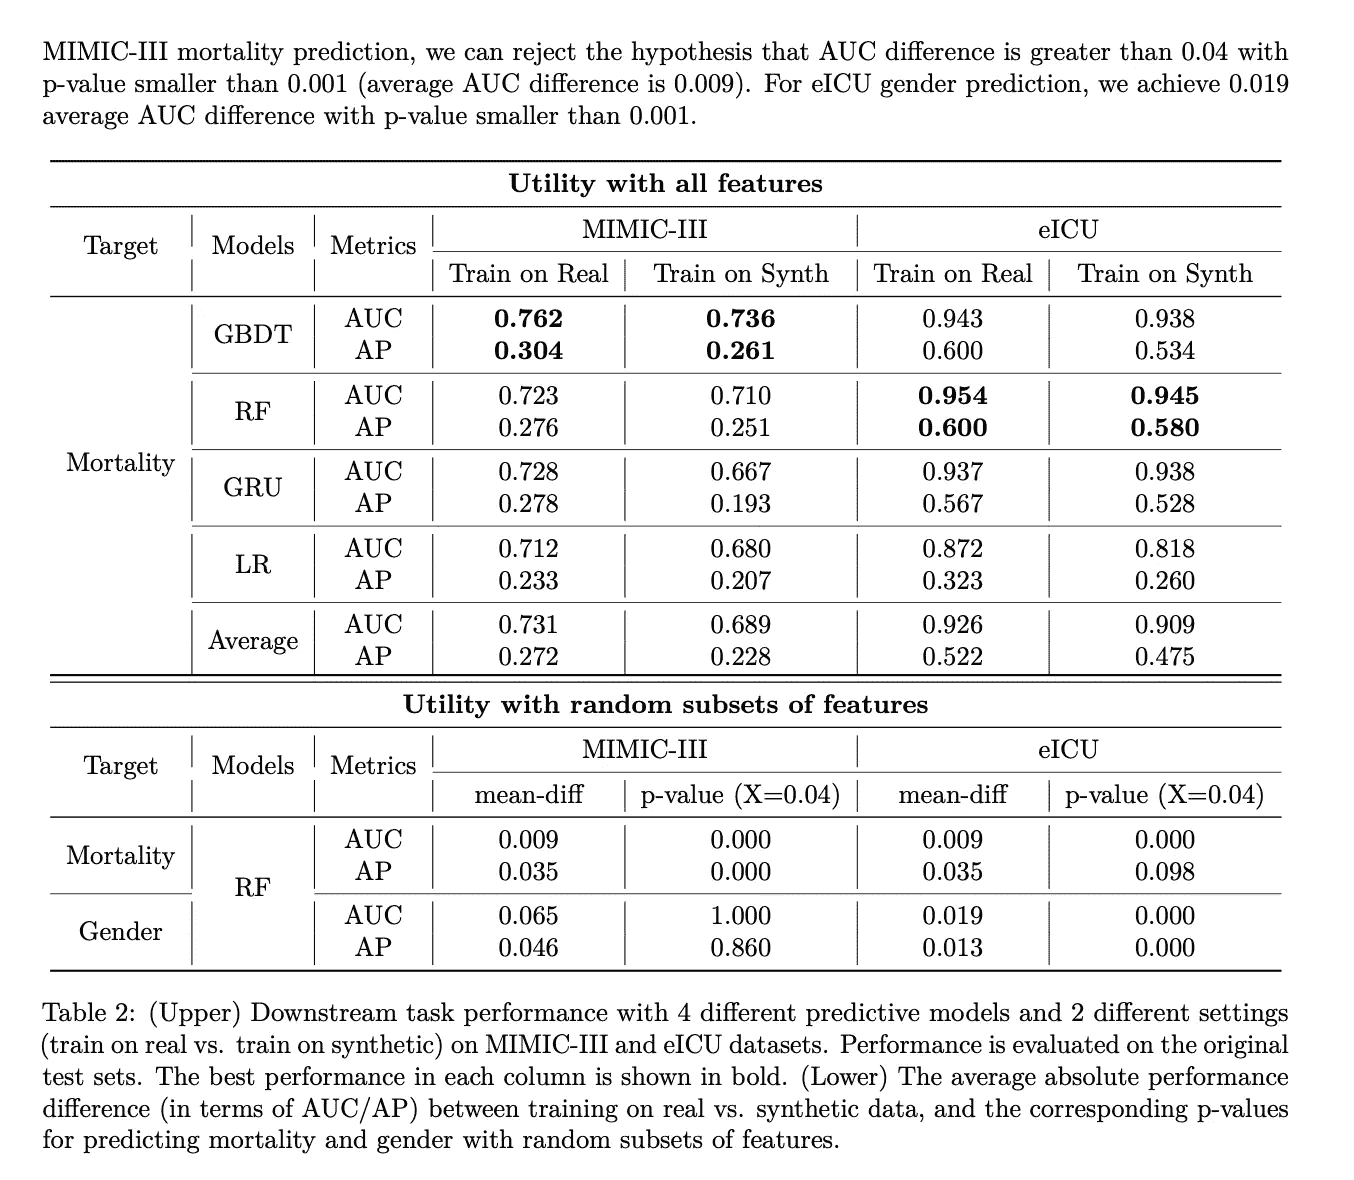 MIMIC-III mortality prediction, we can reject the hypothesis that AUC difference is greater than 0.04 with
p-value smaller than 0.001 (average AUC difference is 0.009). For eICU gender prediction, we achieve 0.019
average AUC difference with p-value smaller than 0.001.
Utility with all features
Target Models Metrics MIMIC-III eICU
Train on Real Train on Synth Train on Real Train on Synth
Mortality
GBDT
AUC 0.762 0.736 0.943 0.938
AP 0.304 0.261 0.600 0.534
RF
AUC 0.723 0.710 0.954 0.945
AP 0.276 0.251 0.600 0.580
GRU
AUC 0.728 0.667 0.937 0.938
AP 0.278 0.193 0.567 0.528
LR
AUC 0.712 0.680 0.872 0.818
AP 0.233 0.207 0.323 0.260
Average
AUC 0.731 0.689 0.926 0.909
AP 0.272 0.228 0.522 0.475
Utility with random subsets of features
Target Models Metrics MIMIC-III eICU
mean-diff p-value (X=0.04) mean-diff p-value (X=0.04)
Mortality
RF
AUC 0.009 0.000 0.009 0.000
AP 0.035 0.000 0.035 0.098
Gender
AUC 0.065 1.000 0.019 0.000
AP 0.046 0.860 0.013 0.000
Table 2: (Upper) Downstream task performance with 4 different predictive models and 2 different settings
(train on real vs. train on synthetic) on MIMIC-III and eICU datasets. Performance is evaluated on the original
test sets. The best performance in each column is shown in bold. (Lower) The average absolute performance
difference (in terms of AUC/AP) between training on real vs. synthetic data, and the corresponding p-values
for predicting mortality and gender with random subsets of features.